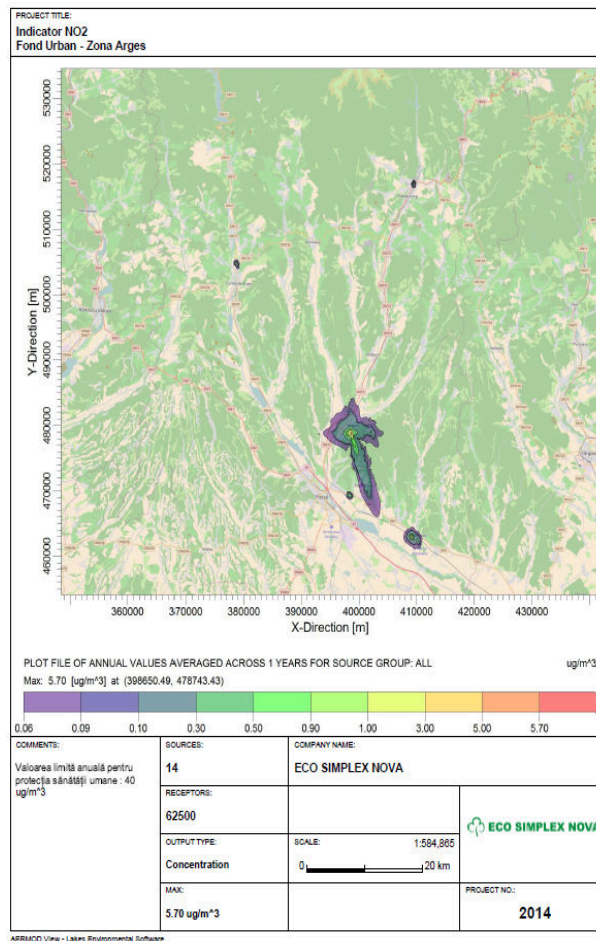 PROJECT TITLE:
Indicator NO2
Fond Urban - Zona Arges
Y-Direction [m]
530000
520000
510000
500000
490000
480000
470000
460000
360000
370000
380000
390000
400000
410000
420000
430000
X-Direction [m]
PLOT FILE OF ANNUAL VALUES AVERAGED ACROSS 1 YEARS FOR SOURCE GROUP: ALL
ug/m^3
Max: 5.70 [ug/m^3] at (398650.49, 478743.43)
0.06
0.09
0.10
0.30
0.50
0.90
1.00
3.00
5.00
5.70
COMMENTS:
Valoarea limită anuală pentru
protecția sănătății umane : 40
ug/m^3
SOURCES:
14
COMPANY NAME:
ECO SIMPLEX NOVA
RECEPTORS:
62500
OUTPUT TYPE:
Concentration
SCALE:
1:584,865
0
20 km
ECO SIMPLEX NOVA
MAX:
5.70 ug/m^3
PROJECT NO.:
2014
AERMOD View - Lakes Environmental Software